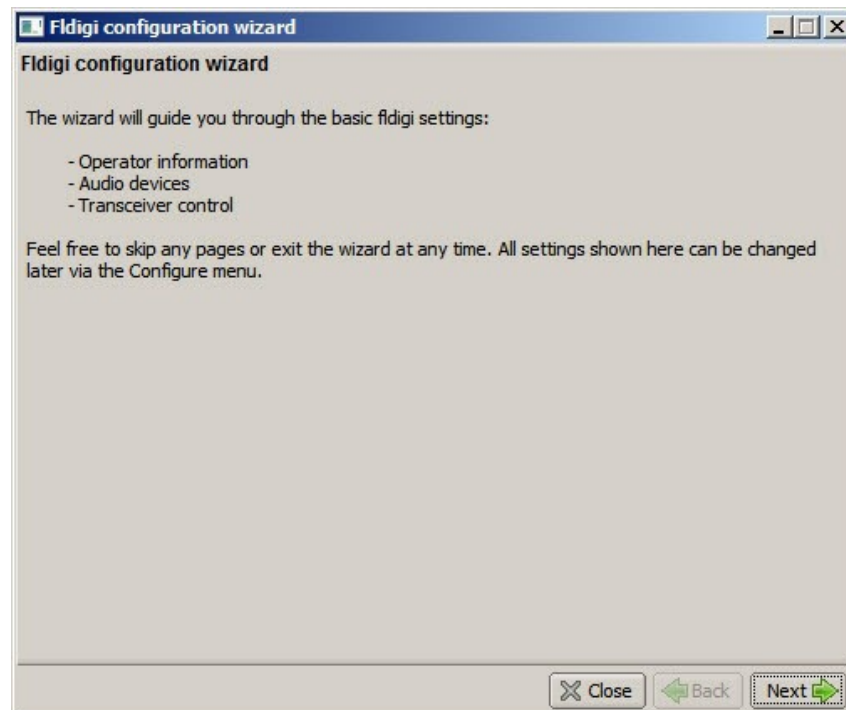 Fldigi configuration wizard
Fldigi configuration wizard
The wizard will guide you through the basic fldigi settings:
- Operator information
- Audio devices
- Transceiver control
Feel free to skip any pages or exit the wizard at any time. All settings shown here can be changed
later via the Configure menu.
Close Back Next